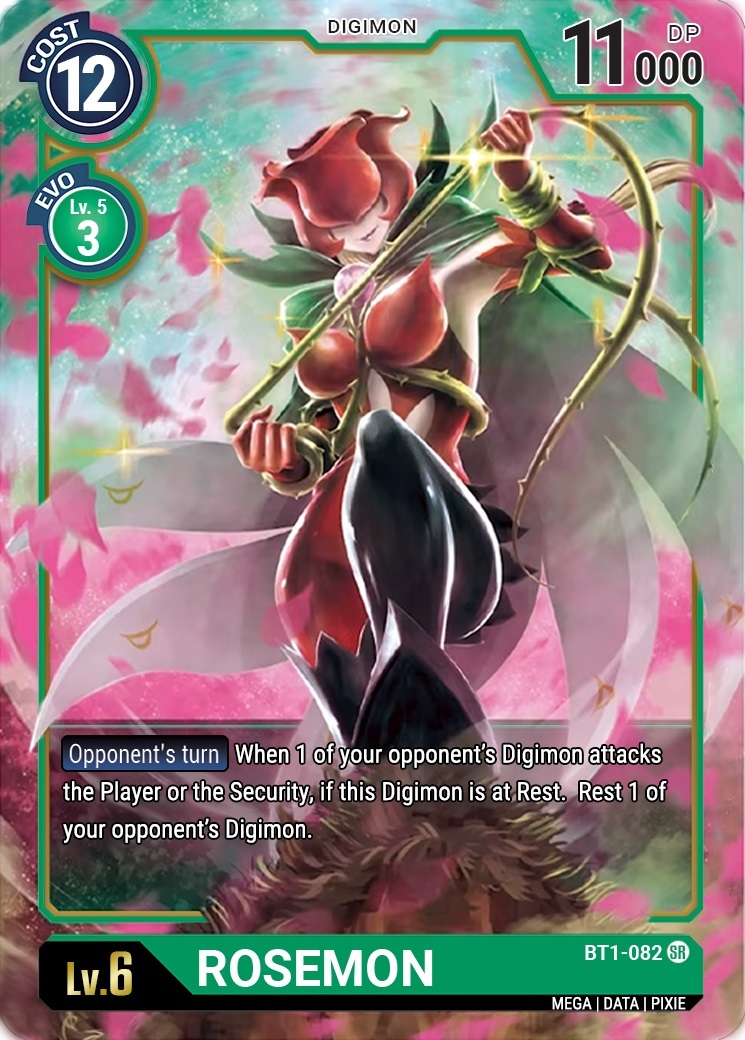 DIGIMON
COST
12
DP
11000
EVO
Lv. 5
3
Opponent's turn When 1 of your opponent's Digimon attacks
the Player or the Security, if this Digimon is at Rest. Rest 1 of
your opponent's Digimon.
BT1-082 SR
Lv.6 ROSEMON
MEGA | DATA | PIXIE